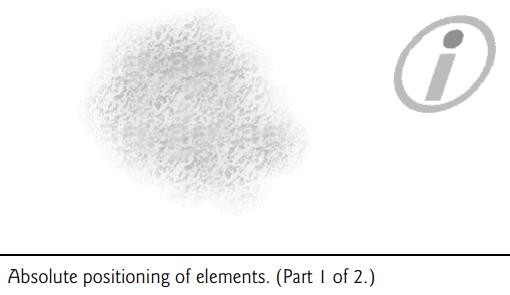 i
Absolute positioning of elements. (Part 1 of 2.)